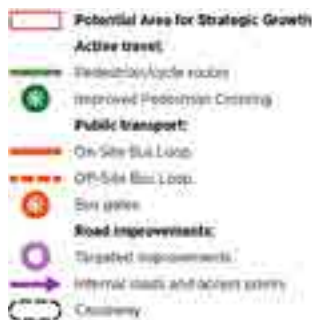 Potential Area for Strategic Growth
Active travel:
Pedestrian/cycle routes
Improved Pedestrian Crossing
Public transport:
On-Site Bus Loop
Off-Site Bus Loop
Bus gates
Road improvements:
Targeted improvements
Internal roads and access points
Causeway